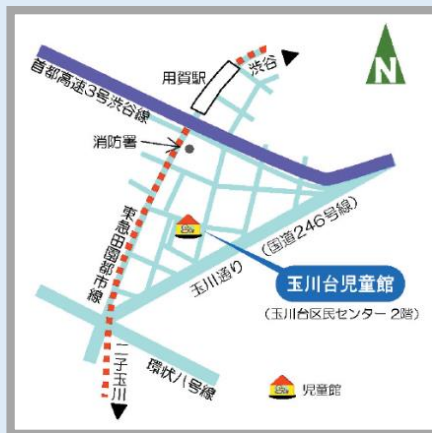 用賀駅
渋谷
N
首都高速3号渋谷線
消防署
東急田園都市線
玉川通り
(国道246号線)
玉川台児童館
(玉川台区民センター 2階)
環状八号線
二子玉川
児童館